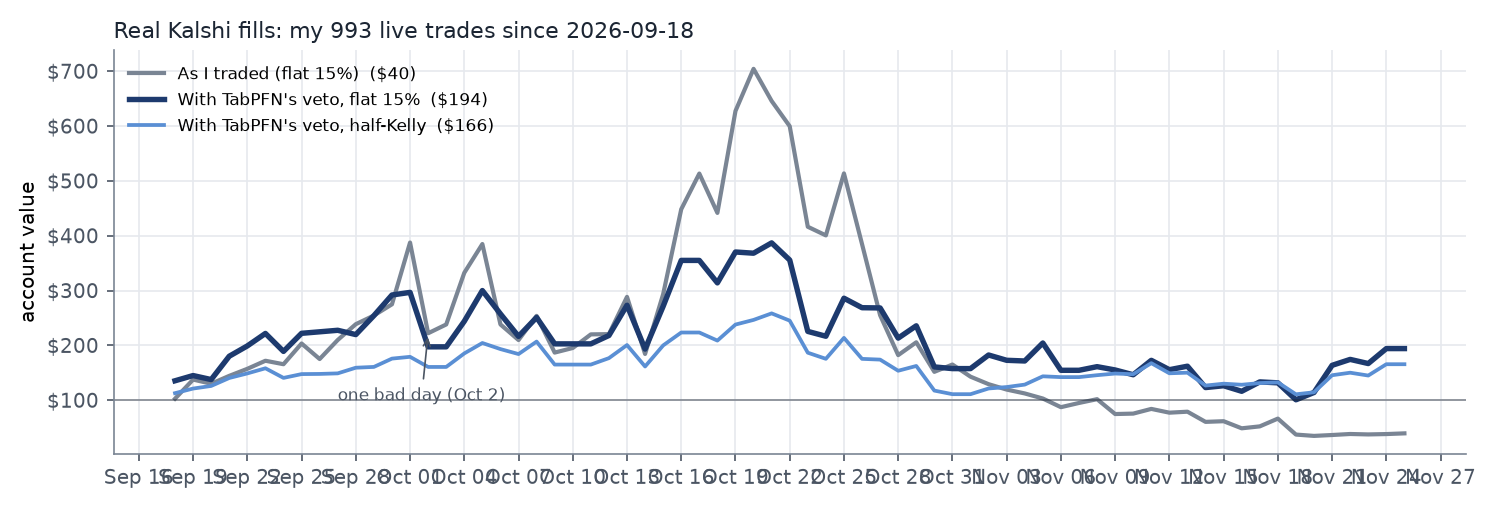 Real Kalshi fills: my 993 live trades since 2026-09-18
As I traded (flat 15%) ($40)
With TabPFN's veto, flat 15% ($194)
With TabPFN's veto, half-Kelly ($166)
account value
$700
$600
$500
$400
$300
$200
$100
one bad day (Oct 2)
Sep 16 Sep 19 Sep 22 Sep 25 Sep 28 Oct 01 Oct 04 Oct 07 Oct 10 Oct 13 Oct 16 Oct 19 Oct 22 Oct 25 Oct 28 Oct 31 Nov 03 Nov 06 Nov 09 Nov 12 Nov 15 Nov 18 Nov 21 Nov 24 Nov 27